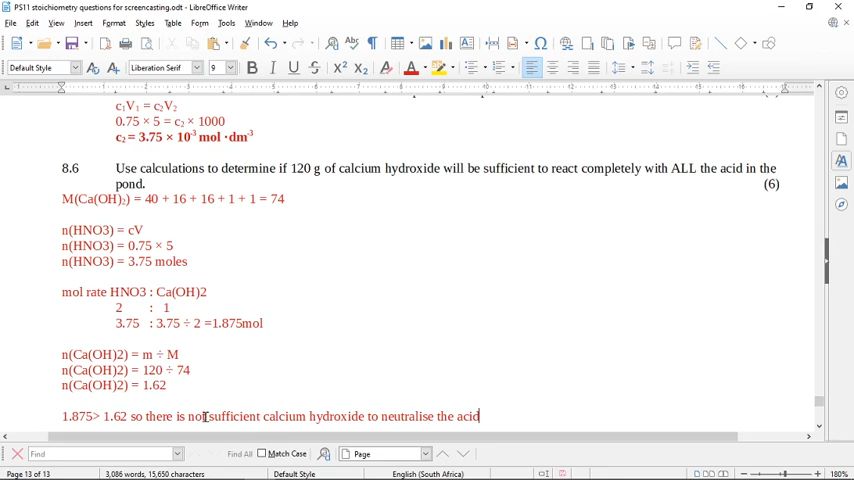 PS11 stoichiometry questions for screencasting.odt - LibreOffice Writer
File Edit View Insert Format Styles Table Form Tools Window Help
Default Style Liberation Serif 9
c₁V₁ = c₂V₂
0.75 × 5 = c₂ × 1000
c₂ = 3.75 × 10⁻³ mol ·dm⁻³
8.6 Use calculations to determine if 120 g of calcium hydroxide will be sufficient to react completely with ALL the acid in the
pond. (6)
M(Ca(OH)₂) = 40 + 16 + 16 + 1 + 1 = 74
n(HNO3) = cV
n(HNO3) = 0.75 × 5
n(HNO3) = 3.75 moles
mol rate HNO3 : Ca(OH)2
2 : 1
3.75 : 3.75 ÷ 2 =1.875mol
n(Ca(OH)2) = m ÷ M
n(Ca(OH)2) = 120 ÷ 74
n(Ca(OH)2) = 1.62
1.875> 1.62 so there is not sufficient calcium hydroxide to neutralise the acid
Find Find All Match Case Page
Page 13 of 13 3,086 words, 15,650 characters Default Style English (South Africa) 180%